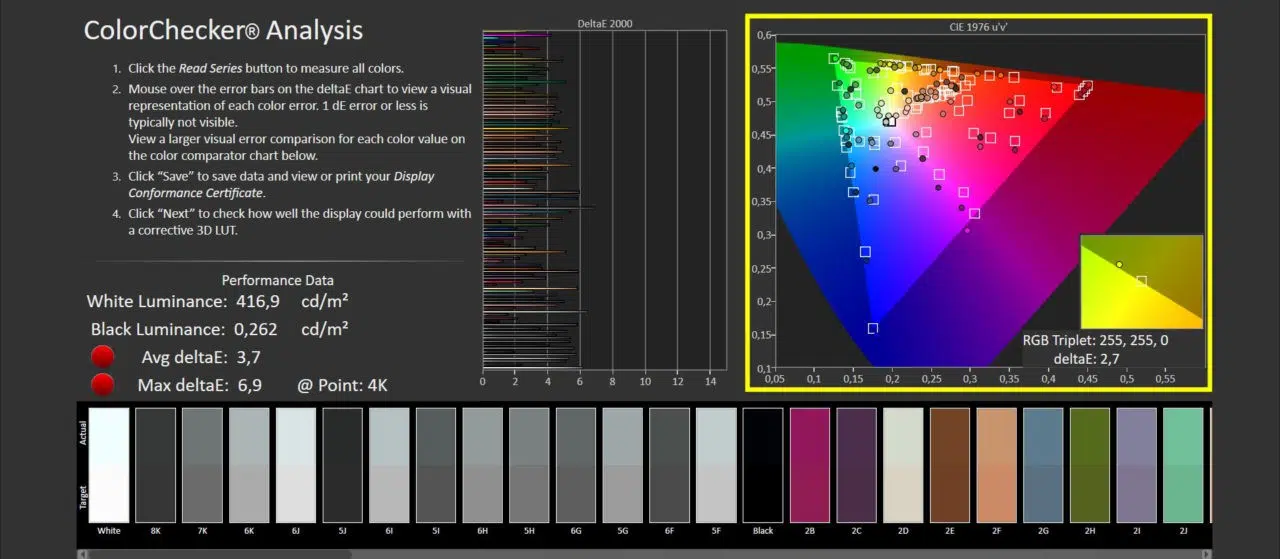 ColorChecker® Analysis
1. Click the Read Series button to measure all colors.
2. Mouse over the error bars on the deltaE chart to view a visual
representation of each color error. 1 dE error or less is
typically not visible.
View a larger visual error comparison for each color value on
the color comparator chart below.
3. Click “Save” to save data and view or print your Display
Conformance Certificate.
4. Click “Next” to check how well the display could perform with
a corrective 3D LUT.
Performance Data
White Luminance: 416,9 cd/m²
Black Luminance: 0,262 cd/m²
Avg deltaE: 3,7
Max deltaE: 6,9 @ Point: 4K
DeltaE 2000
0 2 4 6 8 10 12 14
CIE 1976 u'v'
0,6
0,55
0,5
0,45
0,4
0,35
0,3
0,25
0,2
0,15
0,1
0,05 0,1 0,15 0,2 0,25 0,3 0,35 0,4 0,45 0,5 0,55
RGB Triplet: 255, 255, 0
deltaE: 2,7
Actual
Target
White 8K 7K 6K 6J 5J 6I 5I 6H 5H 6G 5G 6F 5F Black 2B 2C 2D 2E 2F 2G 2H 2I 2J